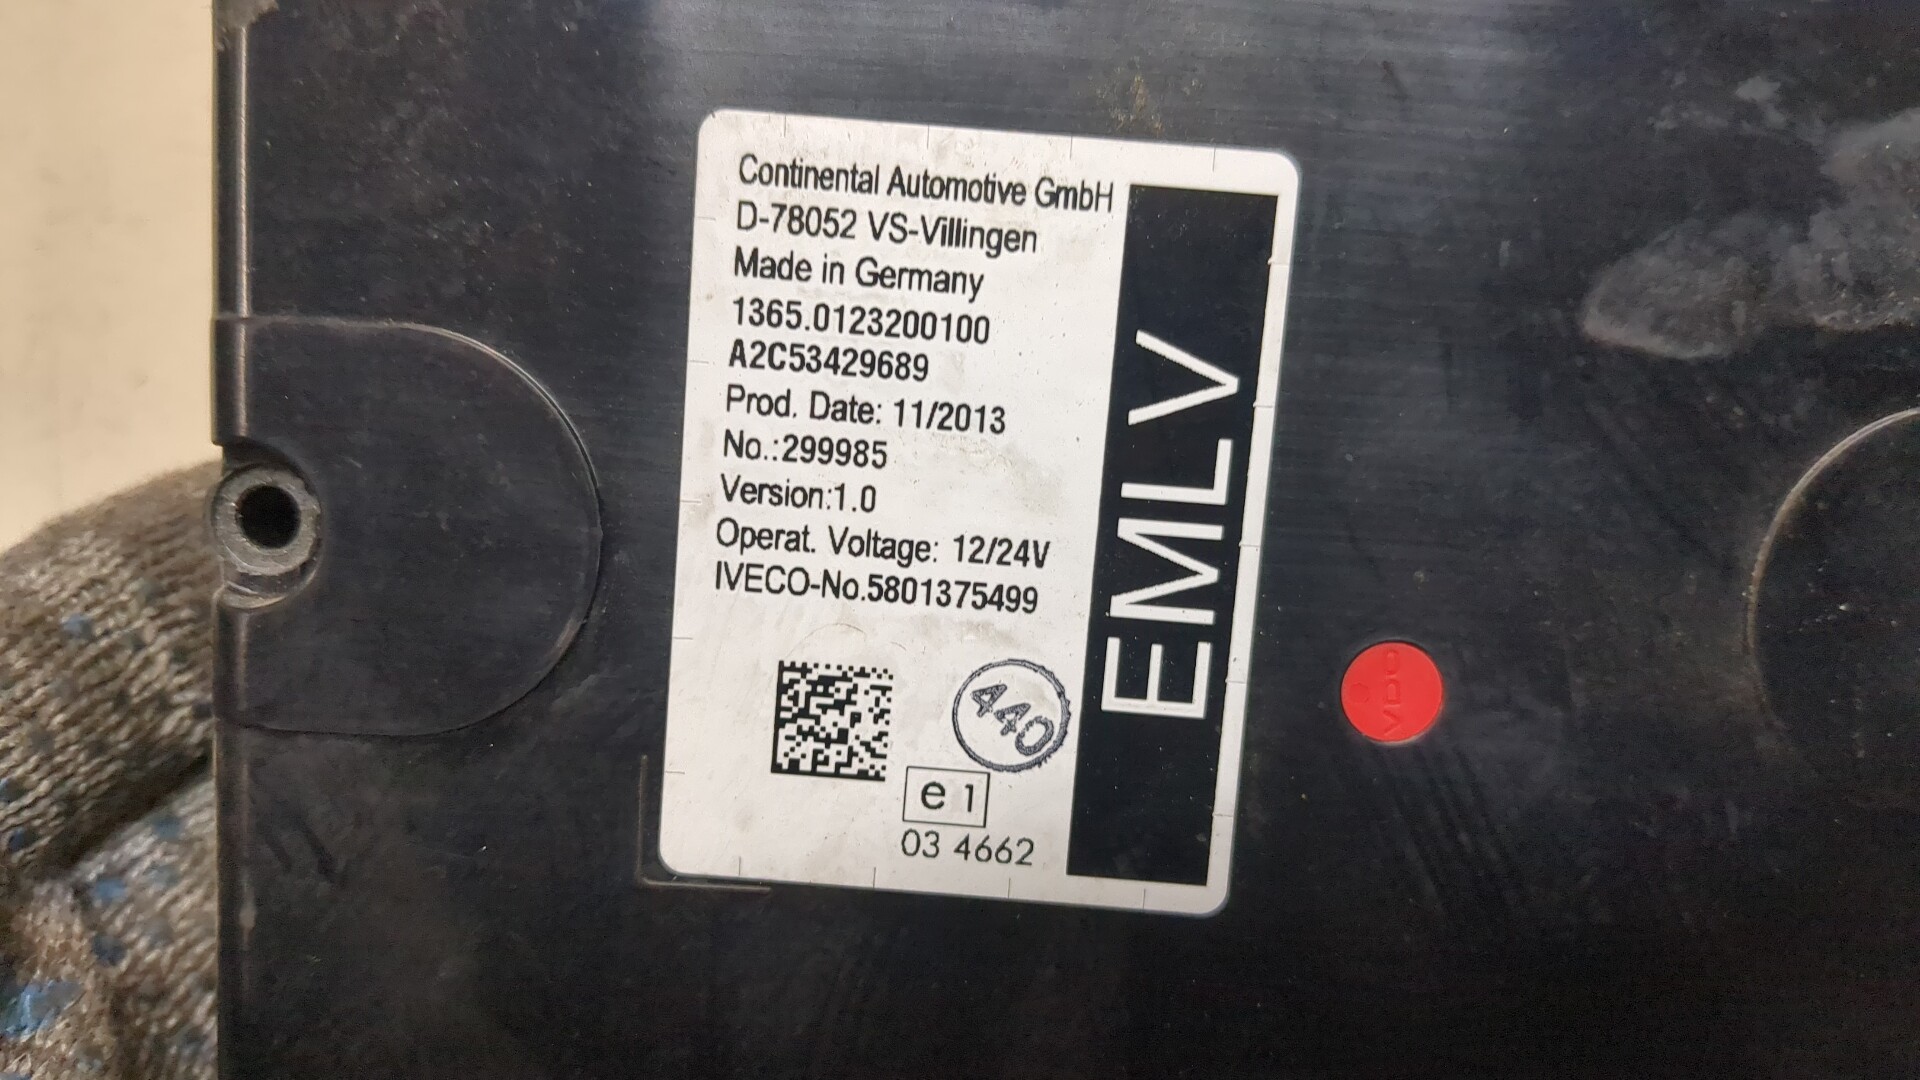 Continental Automotive GmbH
D-78052 VS-Villingen
Made in Germany
1365.0123200100
A2C53429689
Prod. Date: 11/2013
No.:299985
Version:1.0
Operat. Voltage: 12/24V
IVECO-No.5801375499
440
e 1
03 4662
EMLV
VDO